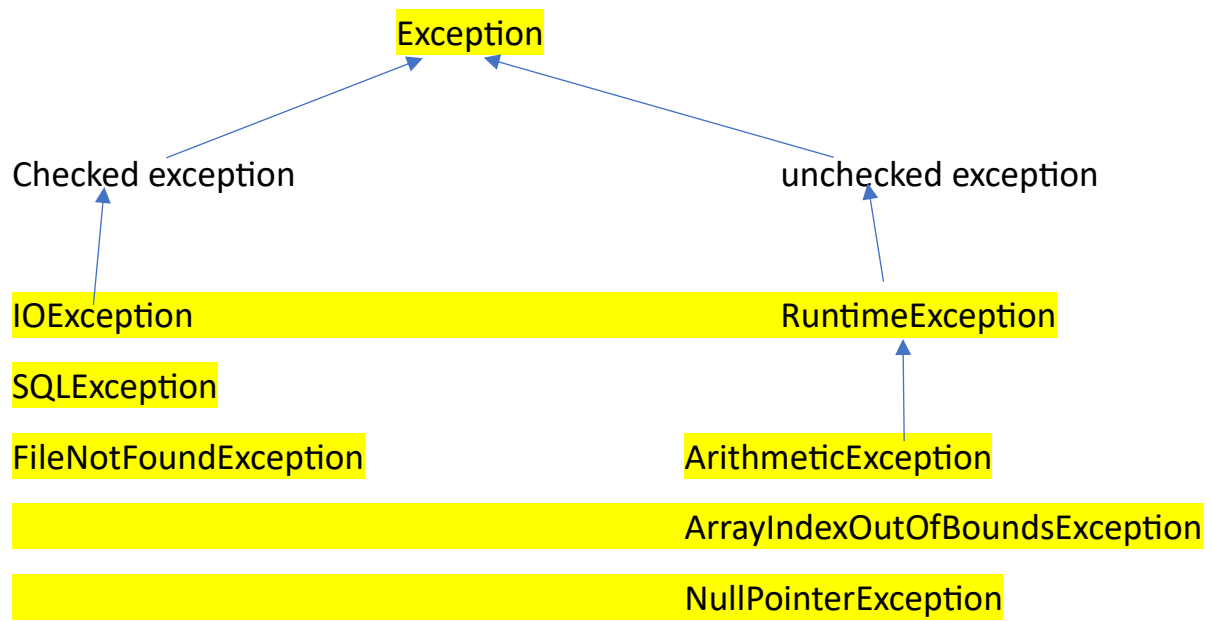 Exception
Checked exception unchecked exception
IOException RuntimeException
SQLException
FileNotFoundException ArithmeticException
ArrayIndexOutOfBoundsException
NullPointerException